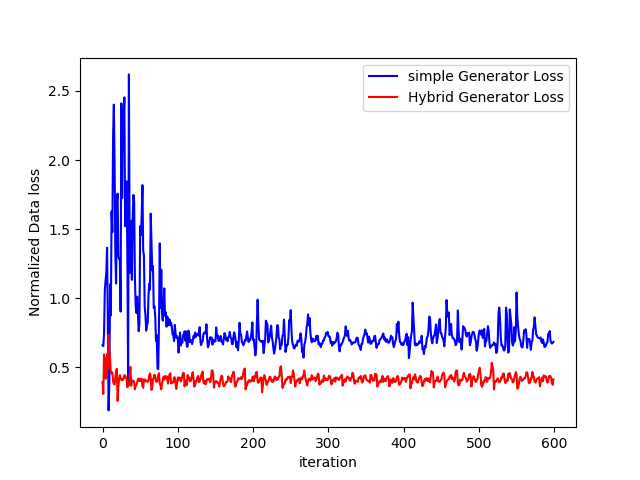 simple Generator Loss
Hybrid Generator Loss
Normalized Data loss
2.5
2.0
1.5
1.0
0.5
0 100 200 300 400 500 600
iteration